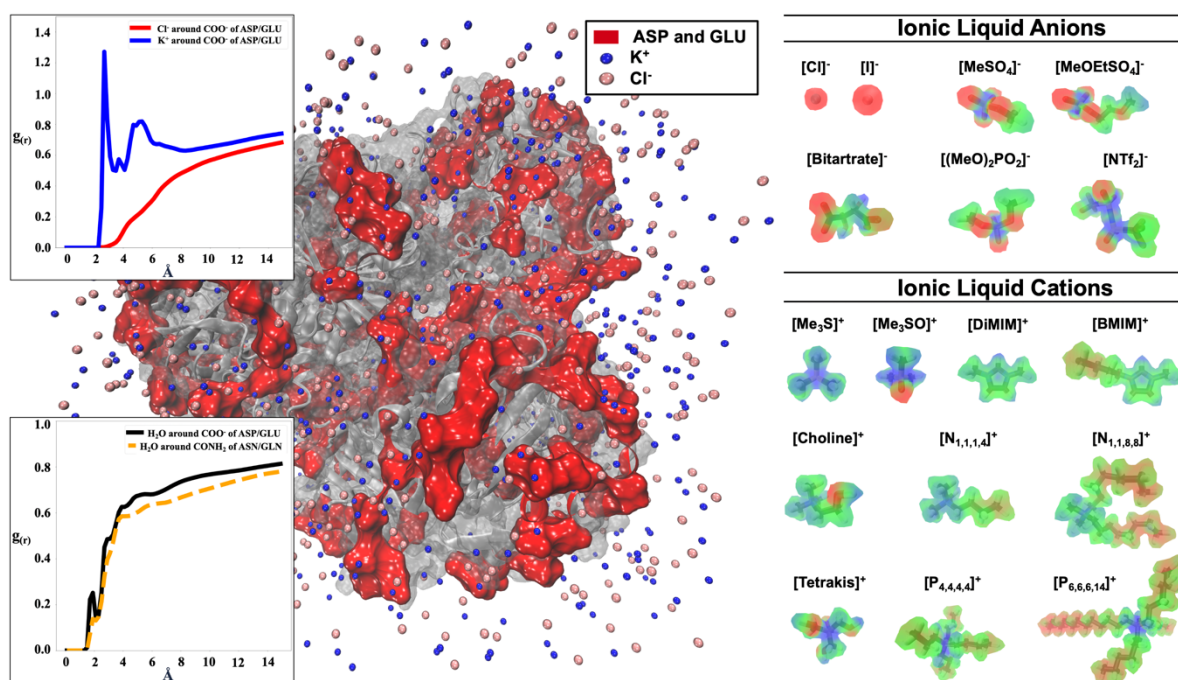 Cl⁻ around COO⁻ of ASP/GLU
K⁺ around COO⁻ of ASP/GLU
1.4
1.2
1.0
0.8
g(r)
0.6
0.4
0.2
0.0
0 2 4 6 8 10 12 14
Å
ASP and GLU
K⁺
Cl⁻
H₂O around COO⁻ of ASP/GLU
H₂O around CONH₂ of ASN/GLN
1.0
0.8
0.6
g(r)
0.4
0.2
0.0
0 2 4 6 8 10 12 14
Å
Ionic Liquid Anions
[Cl]⁻ [I]⁻ [MeSO₄]⁻ [MeOEtSO₄]⁻
[Bitartrate]⁻ [(MeO)₂PO₂]⁻ [NTf₂]⁻
Ionic Liquid Cations
[Me₃S]⁺ [Me₃SO]⁺ [DiMIM]⁺ [BMIM]⁺
[Choline]⁺ [N₁,₁,₁,₄]⁺ [N₁,₁,₈,₈]⁺
[Tetrakis]⁺ [P₄,₄,₄,₄]⁺ [P₆,₆,₆,₁₄]⁺